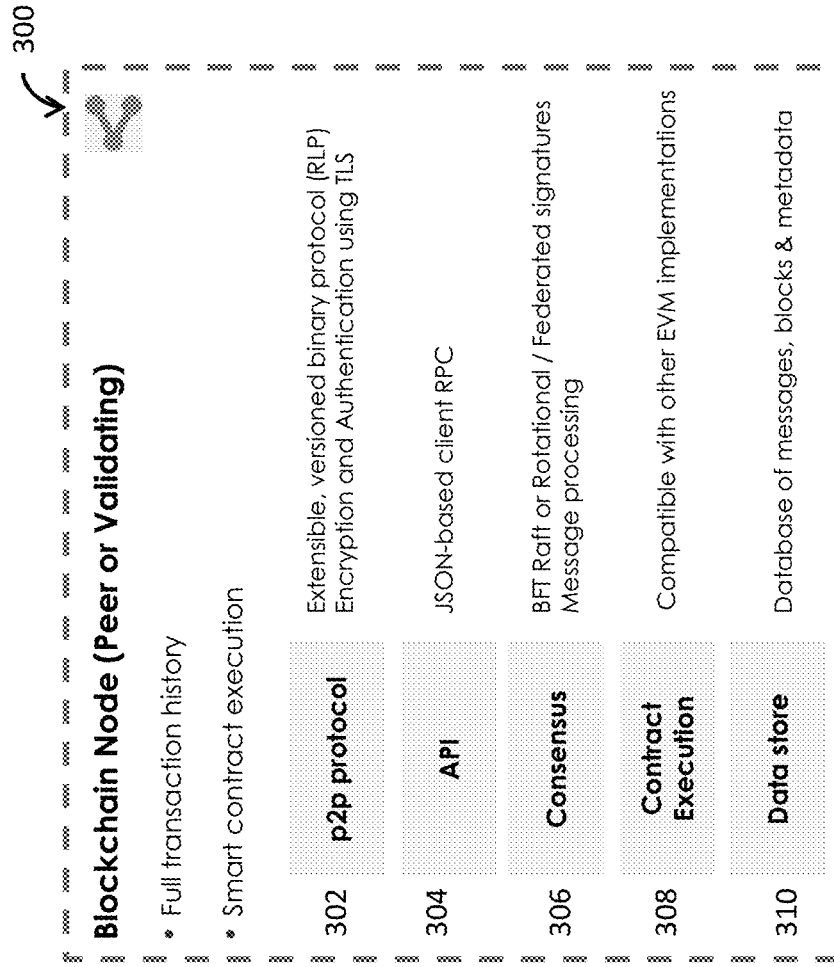 300
Blockchain Node (Peer or Validating)
• Full transaction history
• Smart contract execution
302
p2p protocol
Extensible, versioned binary protocol (RLP)
Encryption and Authentication using TLS
304
API
JSON-based client RPC
306
Consensus
BFT Raft or Rotational / Federated signatures
Message processing
308
Contract
Execution
Compatible with other EVM implementations
310
Data store
Database of messages, blocks & metadata